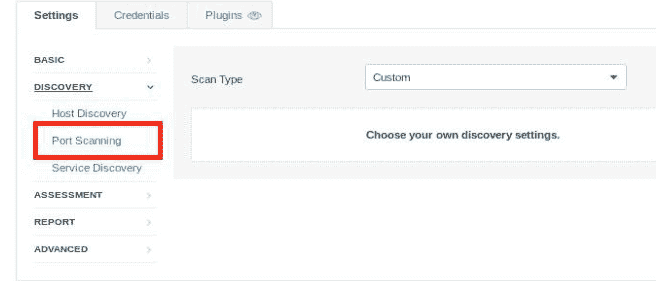 Settings
Credentials
Plugins
BASIC
DISCOVERY
Host Discovery
Port Scanning
Service Discovery
ASSESSMENT
REPORT
ADVANCED
Scan Type
Custom
Choose your own discovery settings.